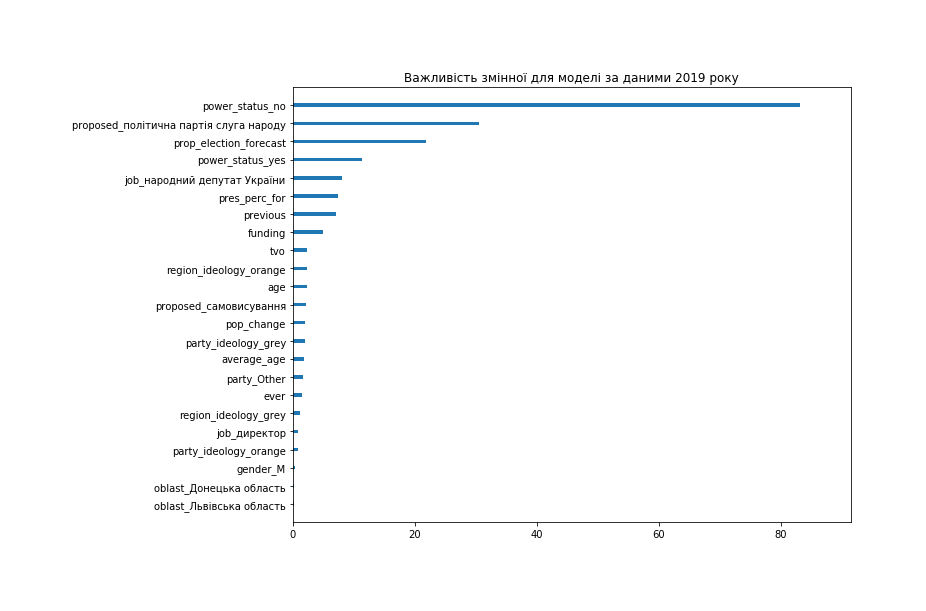 Важливість змінної для моделі за даними 2019 року
power_status_no
proposed_політична партія слуга народу
prop_election_forecast
power_status_yes
job_народний депутат України
pres_perc_for
previous
funding
tvo
region_ideology_orange
age
proposed_самовисування
pop_change
party_ideology_grey
average_age
party_Other
ever
region_ideology_grey
job_директор
party_ideology_orange
gender_M
oblast_Донецька область
oblast_Львівська область
0 20 40 60 80